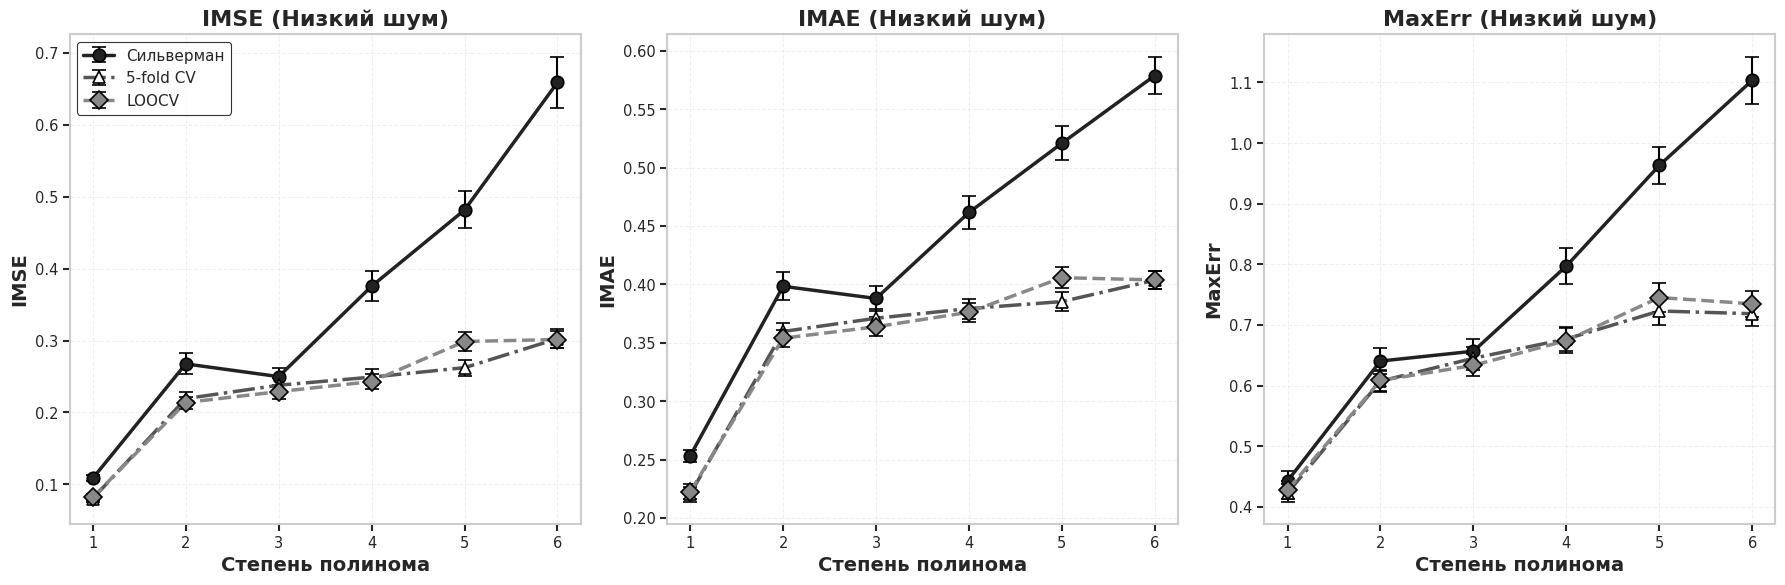 IMSE (Низкий шум)
IMSE
0.7
0.6
0.5
0.4
0.3
0.2
0.1
Сильверман
5-fold CV
LOOCV
1 2 3 4 5 6
Степень полинома
IMAE (Низкий шум)
IMAE
0.60
0.55
0.50
0.45
0.40
0.35
0.30
0.25
0.20
1 2 3 4 5 6
Степень полинома
MaxErr (Низкий шум)
MaxErr
1.1
1.0
0.9
0.8
0.7
0.6
0.5
0.4
1 2 3 4 5 6
Степень полинома